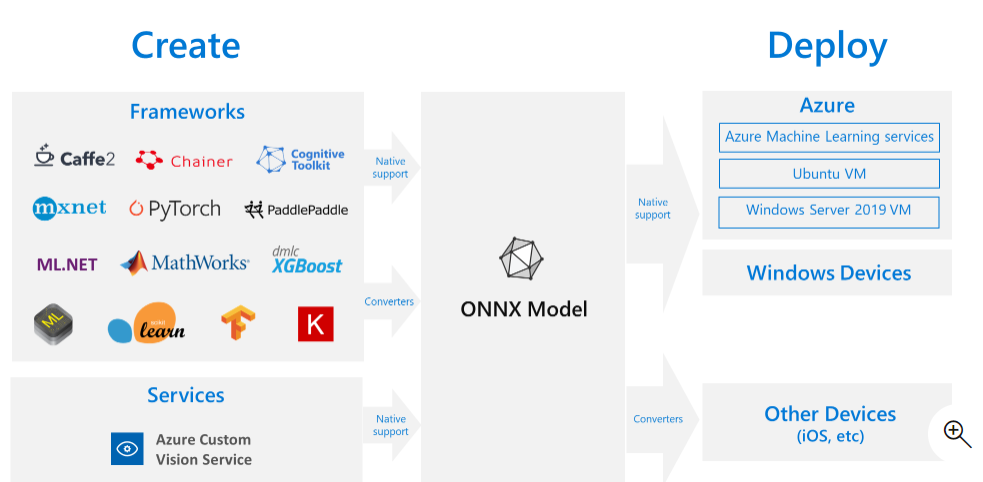 Create
Deploy
Frameworks
Caffe2
Chainer
Cognitive
Toolkit
mxnet
PyTorch
PaddlePaddle
ML.NET
MathWorks®
dmlc
XGBoost
ML
learn
K
Services
Azure Custom
Vision Service
Native
support
Converters
Native
support
ONNX Model
Native
support
Converters
Azure
Azure Machine Learning services
Ubuntu VM
Windows Server 2019 VM
Windows Devices
Other Devices
(iOS, etc)